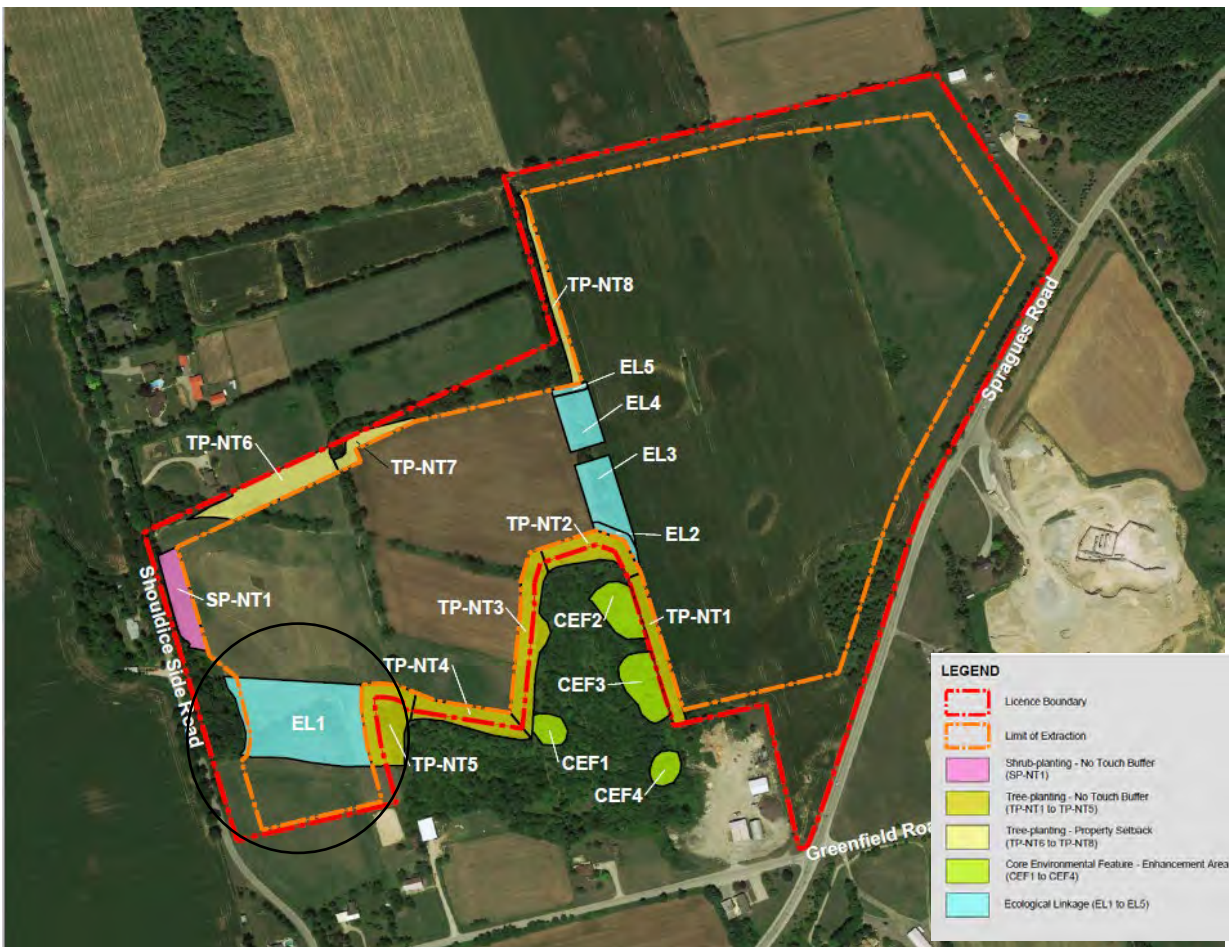 TP-NT8
EL5
EL4
Spragues Road
TP-NT6
TP-NT7
EL3
TP-NT2
EL2
SP-NT1
TP-NT3
CEF2
TP-NT1
Shouldice Side Road
TP-NT4
CEF3
EL1
TP-NT5
CEF1
CEF4
Greenfield Roa
LEGEND
Licence Boundary
Limit of Extraction
Shrub-planting - No Touch Buffer
(SP-NT1)
Tree-planting - No Touch Buffer
(TP-NT1 to TP-NT5)
Tree-planting - Property Setback
(TP-NT6 to TP-NT8)
Core Environmental Feature - Enhancement Area
(CEF1 to CEF4)
Ecological Linkage (EL1 to EL5)